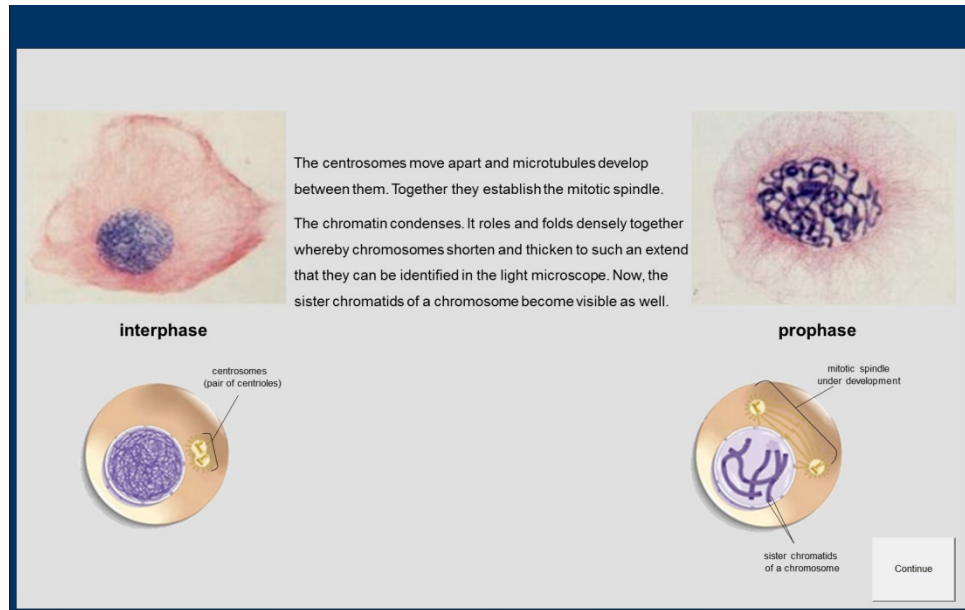 The centrosomes move apart and microtubules develop
between them. Together they establish the mitotic spindle.
The chromatin condenses. It roles and folds densely together
whereby chromosomes shorten and thicken to such an extend
that they can be identified in the light microscope. Now, the
sister chromatids of a chromosome become visible as well.
interphase
prophase
centrosomes
(pair of centrioles)
mitotic spindle
under development
sister chromatids
of a chromosome
Continue